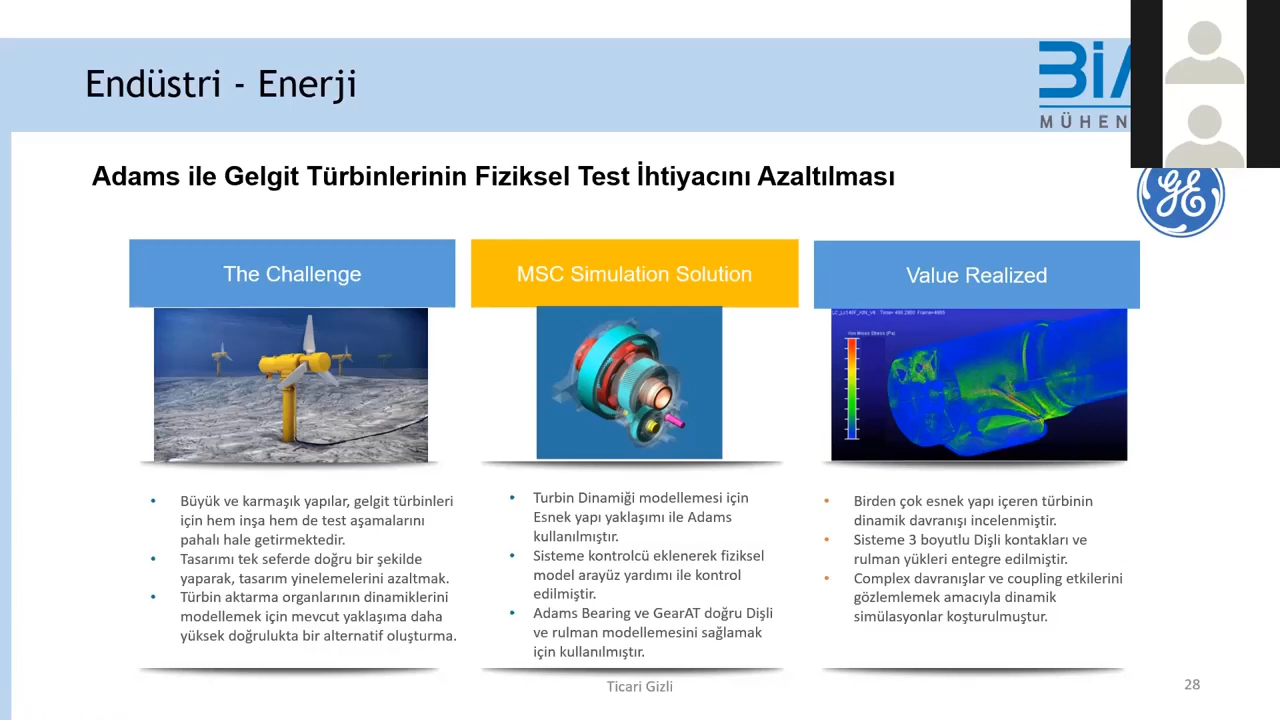 Endüstri - Enerji
MÜHEN
Adams ile Gelgit Türbinlerinin Fiziksel Test İhtiyacını Azaltılması
GE
The Challenge
MSC Simulation Solution
Value Realized
Von Mises Stress (Pa)
Büyük ve karmaşık yapılar, gelgit türbinleri
için hem inşa hem de test aşamalarını
pahalı hale getirmektedir.
Tasarımı tek seferde doğru bir şekilde
yaparak, tasarım yinelemelerini azaltmak.
Türbin aktarma organlarının dinamiklerini
modellemek için mevcut yaklaşıma daha
yüksek doğrulukta bir alternatif oluşturma.
Turbin Dinamiği modellemesi için
Esnek yapı yaklaşımı ile Adams
kullanılmıştır.
Sisteme kontrolcü eklenerek fiziksel
model arayüz yardımı ile kontrol
edilmiştir.
Adams Bearing ve GearAT doğru Dişli
ve rulman modellemesini sağlamak
için kullanılmıştır.
Birden çok esnek yapı içeren türbinin
dinamik davranışı incelenmiştir.
Sisteme 3 boyutlu Dişli kontakları ve
rulman yükleri entegre edilmiştir.
Complex davranışlar ve coupling etkilerini
gözlemlemek amacıyla dinamik
simülasyonlar koşturulmuştur.
Ticari Gizli
28